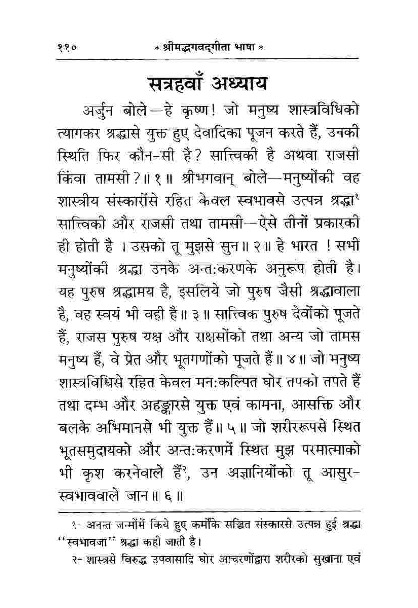 ११०
* श्रीमद्भगवद्गीता भाषा *
सत्रहवाँ अध्याय
अर्जुन बोले—हे कृष्ण! जो मनुष्य शास्त्रविधिको
त्यागकर श्रद्धासे युक्त हुए देवादिका पूजन करते हैं, उनकी
स्थिति फिर कौन-सी है? सात्त्विकी है अथवा राजसी
किंवा तामसी?॥१॥ श्रीभगवान् बोले—मनुष्योंकी वह
शास्त्रीय संस्कारोंसे रहित केवल स्वभावसे उत्पन्न श्रद्धा१
सात्त्विकी और राजसी तथा तामसी—ऐसे तीनों प्रकारकी
ही होती है । उसको तू मुझसे सुन॥२॥ हे भारत ! सभी
मनुष्योंकी श्रद्धा उनके अन्तःकरणके अनुरूप होती है।
यह पुरुष श्रद्धामय है, इसलिये जो पुरुष जैसी श्रद्धावाला
है, वह स्वयं भी वही है॥३॥ सात्त्विक पुरुष देवोंको पूजते
हैं, राजस पुरुष यक्ष और राक्षसोंको तथा अन्य जो तामस
मनुष्य हैं, वे प्रेत और भूतगणोंको पूजते हैं॥ ४॥ जो मनुष्य
शास्त्रविधिसे रहित केवल मनःकल्पित घोर तपको तपते हैं
तथा दम्भ और अहङ्कारसे युक्त एवं कामना, आसक्ति और
बलके अभिमानसे भी युक्त हैं॥५॥ जो शरीररूपसे स्थित
भूतसमुदायको और अन्तःकरणमें स्थित मुझ परमात्माको
भी कृश करनेवाले हैं२, उन अज्ञानियोंको तू आसुर-
स्वभाववाले जान॥६॥
१- अनन्त जन्मोंमें किये हुए कर्मोंके सञ्चित संस्कारसे उत्पन्न हुई श्रद्धा
‘‘स्वभावजा’’ श्रद्धा कही जाती है।
२- शास्त्रसे विरुद्ध उपवासादि घोर आचरणोंद्वारा शरीरको सुखाना एवं